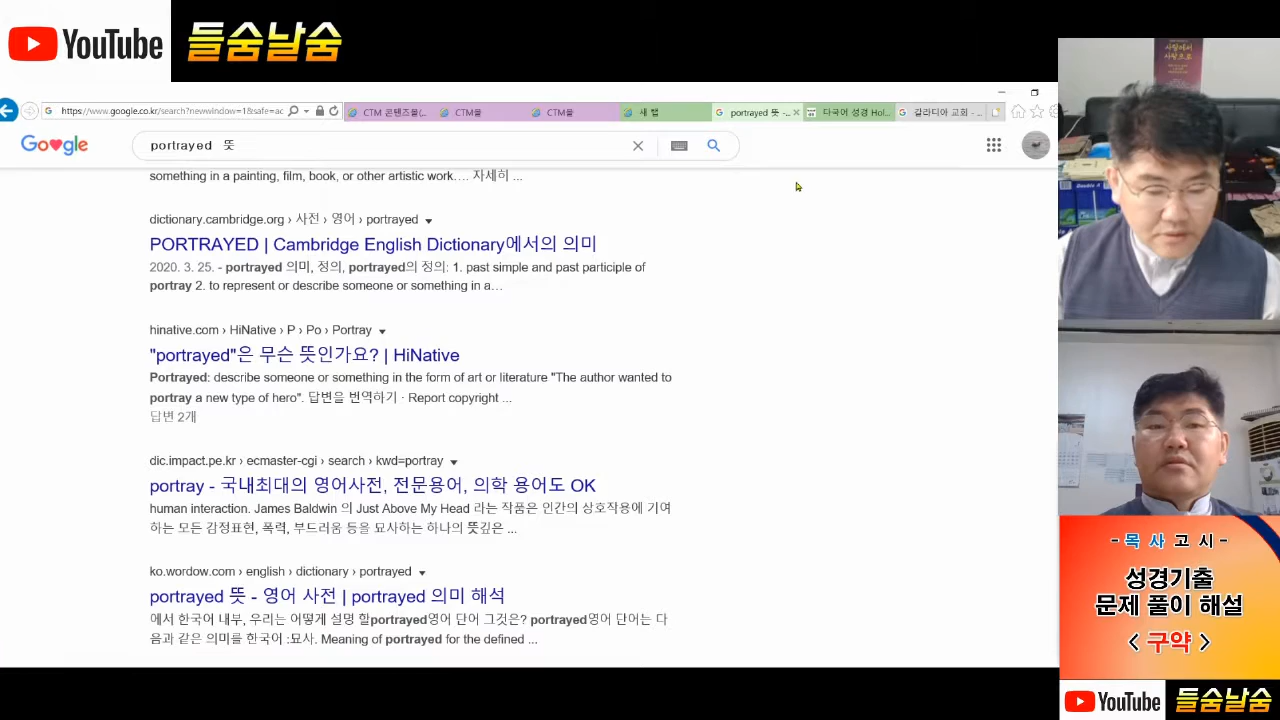 YouTube 들숨날숨
사랑에서
사랑으로
https://www.google.co.kr/search?newwindow=1&safe=ac
CTM 콘텐츠몰(...
CTM몰
CTM몰
새 탭
portrayed 뜻 -...
다국어 성경 Hol...
갈라디아 교회 - ...
Google
portrayed 뜻
something in a painting, film, book, or other artistic work.... 자세히 ...
dictionary.cambridge.org › 사전 › 영어 › portrayed
PORTRAYED | Cambridge English Dictionary에서의 의미
2020. 3. 25. - portrayed 의미, 정의, portrayed의 정의: 1. past simple and past participle of
portray 2. to represent or describe someone or something in a…
hinative.com › HiNative › P › Po › Portray
"portrayed"은 무슨 뜻인가요? | HiNative
Portrayed: describe someone or something in the form of art or literature "The author wanted to
portray a new type of hero". 답변을 번역하기 · Report copyright ...
답변 2개
dic.impact.pe.kr › ecmaster-cgi › search › kwd=portray
portray - 국내최대의 영어사전, 전문용어, 의학 용어도 OK
human interaction. James Baldwin 의 Just Above My Head 라는 작품은 인간의 상호작용에 기여
하는 모든 감정표현, 폭력, 부드러움 등을 묘사하는 하나의 뜻깊은 ...
ko.wordow.com › english › dictionary › portrayed
portrayed 뜻 - 영어 사전 | portrayed 의미 해석
에서 한국어 내부, 우리는 어떻게 설명 할portrayed영어 단어 그것은? portrayed영어 단어는 다
음과 같은 의미를 한국어 :묘사. Meaning of portrayed for the defined ...
- 목 사 고 시 -
성경기출
문제 풀이 해설
< 구약 >
YouTube 들숨날숨